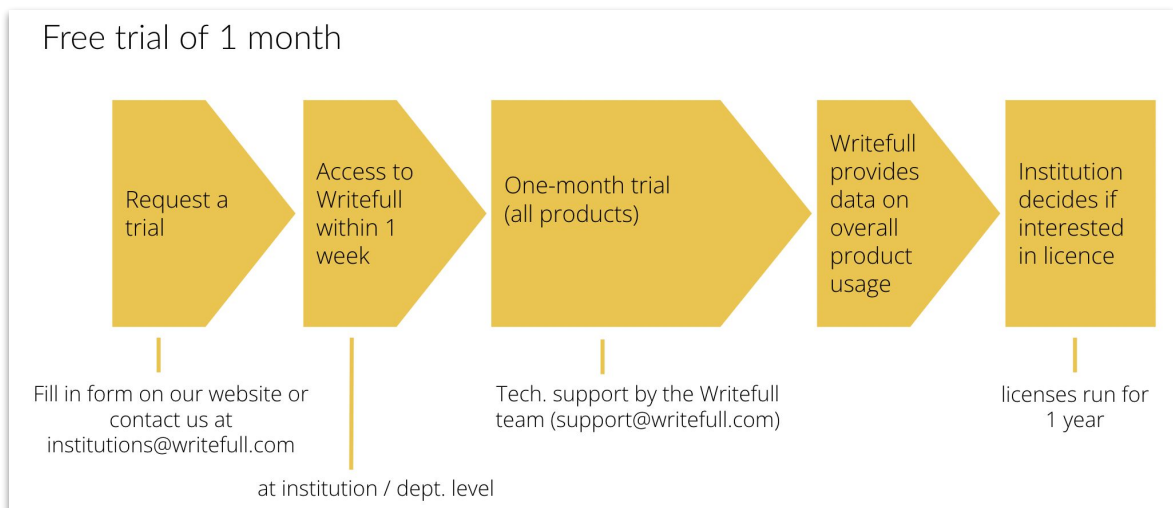 Free trial of 1 month
Request a
trial
Access to
Writefull
within 1
week
One-month trial
(all products)
Writefull
provides
data on
overall
product
usage
Institution
decides if
interested
in licence
Fill in form on our website or
contact us at
institutions@writefull.com
at institution / dept. level
Tech. support by the Writefull
team (support@writefull.com)
licenses run for
1 year